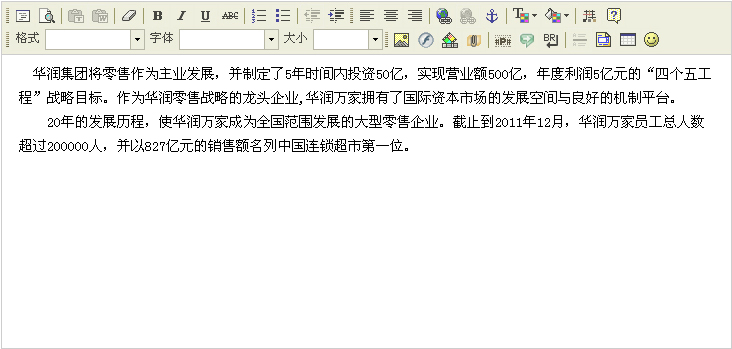 格式 字体 大小
华润集团将零售作为主业发展，并制定了5年时间内投资50亿，实现营业额500亿，年度利润5亿元的“四个五工
程”战略目标。作为华润零售战略的龙头企业,华润万家拥有了国际资本市场的发展空间与良好的机制平台。
20年的发展历程，使华润万家成为全国范围发展的大型零售企业。截止到2011年12月，华润万家员工总人数
超过200000人，并以827亿元的销售额名列中国连锁超市第一位。